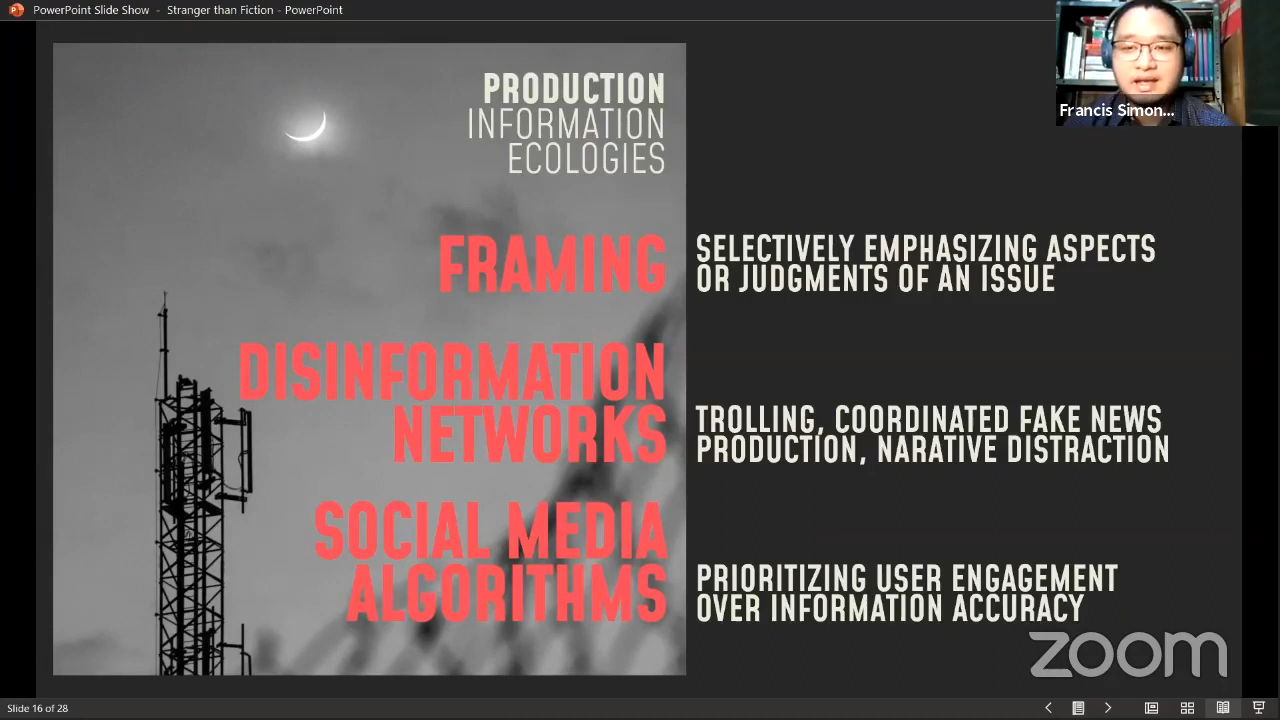 PowerPoint Slide Show - Stranger than Fiction - PowerPoint
Francis Simon...
PRODUCTION
INFORMATION
ECOLOGIES
FRAMING
SELECTIVELY EMPHASIZING ASPECTS
OR JUDGMENTS OF AN ISSUE
DISINFORMATION
NETWORKS
TROLLING, COORDINATED FAKE NEWS
PRODUCTION, NARATIVE DISTRACTION
SOCIAL MEDIA
ALGORITHMS
PRIORITIZING USER ENGAGEMENT
OVER INFORMATION ACCURACY
zoom
Slide 16 of 28